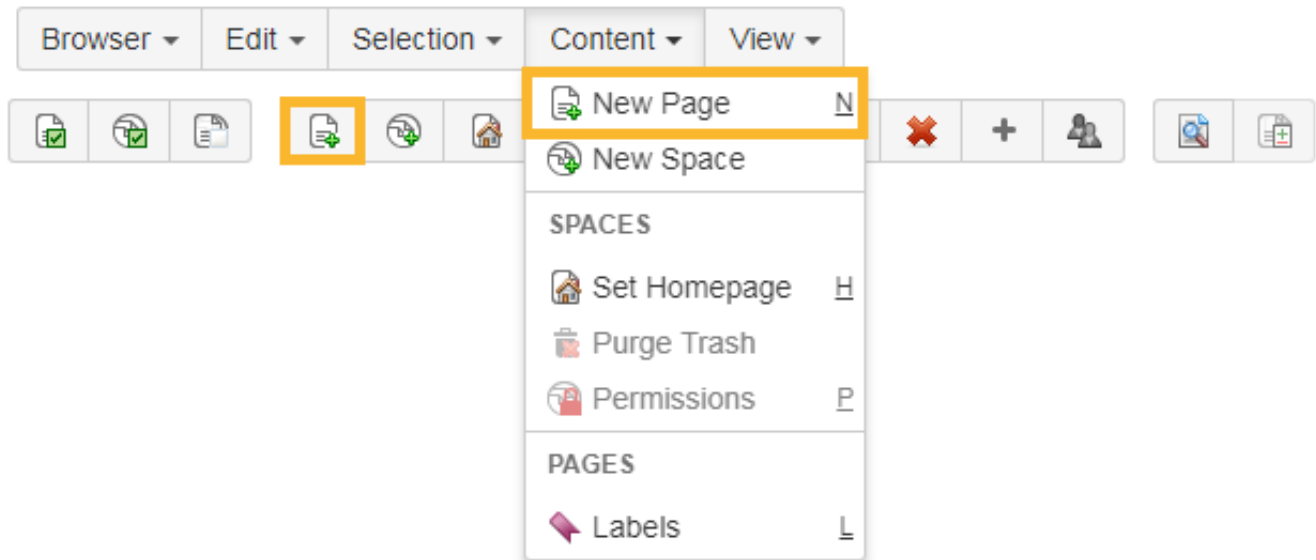 Browser Edit Selection Content View
New Page N
New Space
SPACES
Set Homepage H
Purge Trash
Permissions P
PAGES
Labels L